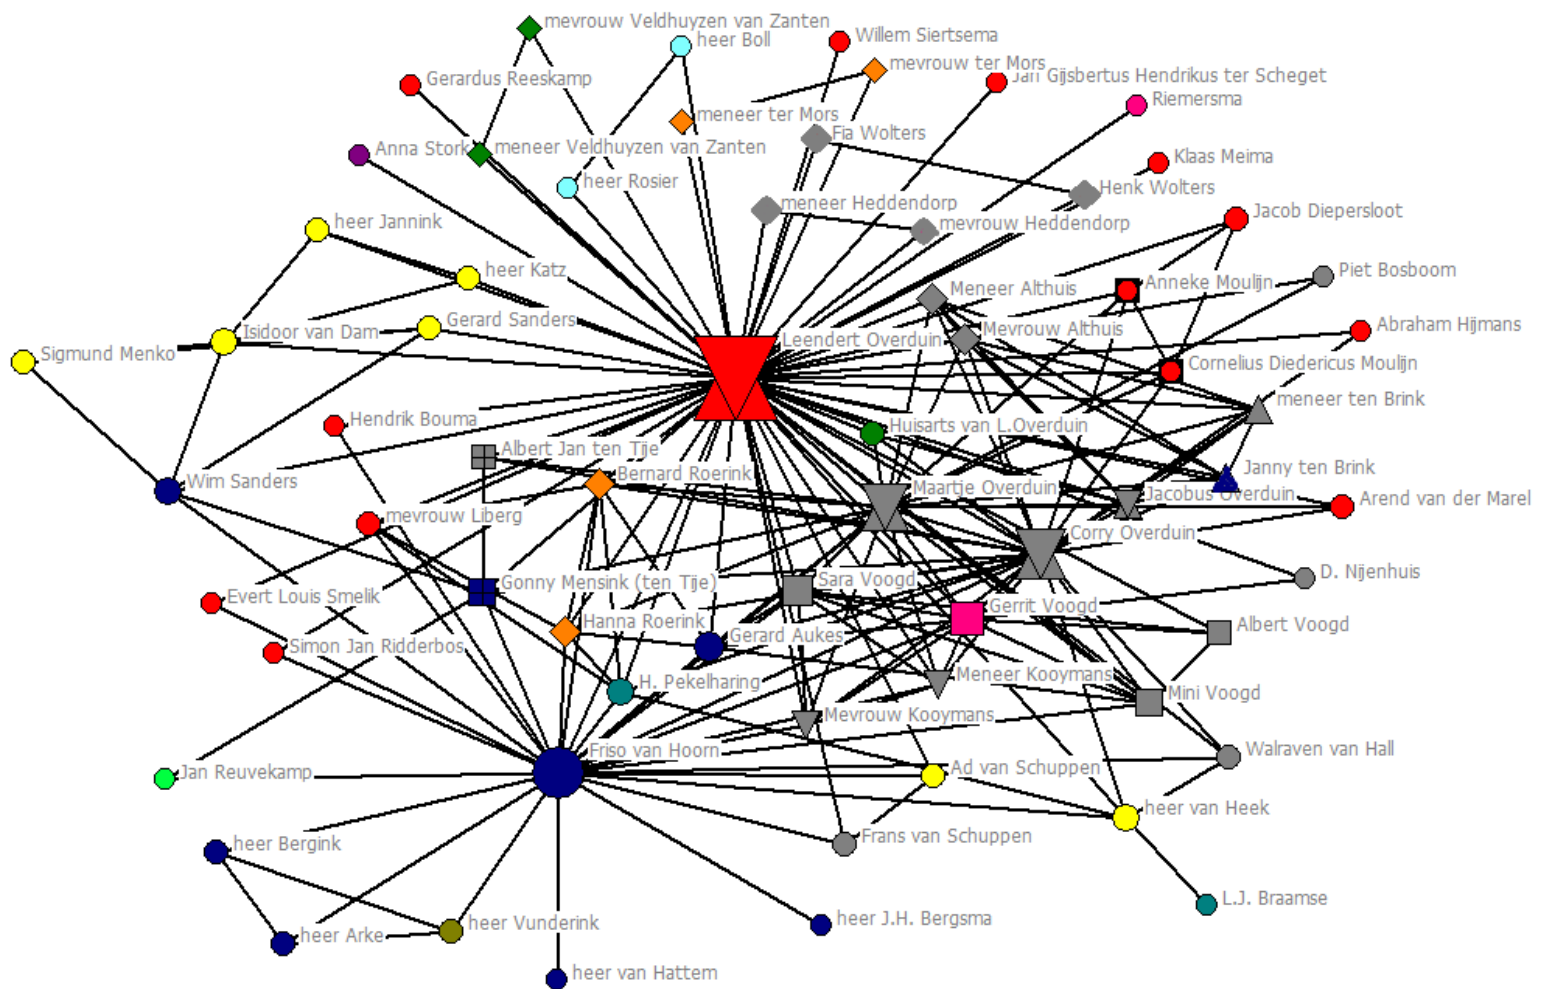 mevrouw Veldhuyzen van Zanten
heer Boll
Willem Siertsema
mevrouw ter Mors
Jan Gijsbertus Hendrikus ter Scheget
Gerardus Reeskamp
Riemersma
meneer ter Mors
Fia Wolters
Anna Stork
meneer Veldhuyzen van Zanten
Klaas Meima
heer Rosier
Henk Wolters
meneer Heddendorp
Jacob Diepersloot
heer Jannink
mevrouw Heddendorp
heer Katz
Piet Bosboom
Meneer Althuis
Anneke Moulijn
Gerard Sanders
Isidoor van Dam
Mevrouw Althuis
Abraham Hijmans
Leendert Overduin
Sigmund Menko
Cornelius Diedericus Moulijn
meneer ten Brink
Hendrik Bouma
Huisarts van L.Overduin
Albert Jan ten Tije
Janny ten Brink
Bernard Roerink
Wim Sanders
Maartje Overduin
Jacobus Overduin
Arend van der Marel
mevrouw Liberg
Corry Overduin
D. Nijenhuis
Gonny Mensink (ten Tije)
Sara Voogd
Evert Louis Smelik
Gerrit Voogd
Hanna Roerink
Albert Voogd
Gerard Aukes
Simon Jan Ridderbos
Meneer Kooymans
H. Pekelharing
Mini Voogd
Mevrouw Kooymans
Friso van Hoorn
Walraven van Hall
Jan Reuvekamp
Ad van Schuppen
heer van Heek
Frans van Schuppen
heer Bergink
L.J. Braamse
heer J.H. Bergsma
heer Vunderink
heer Arke
heer van Hattem